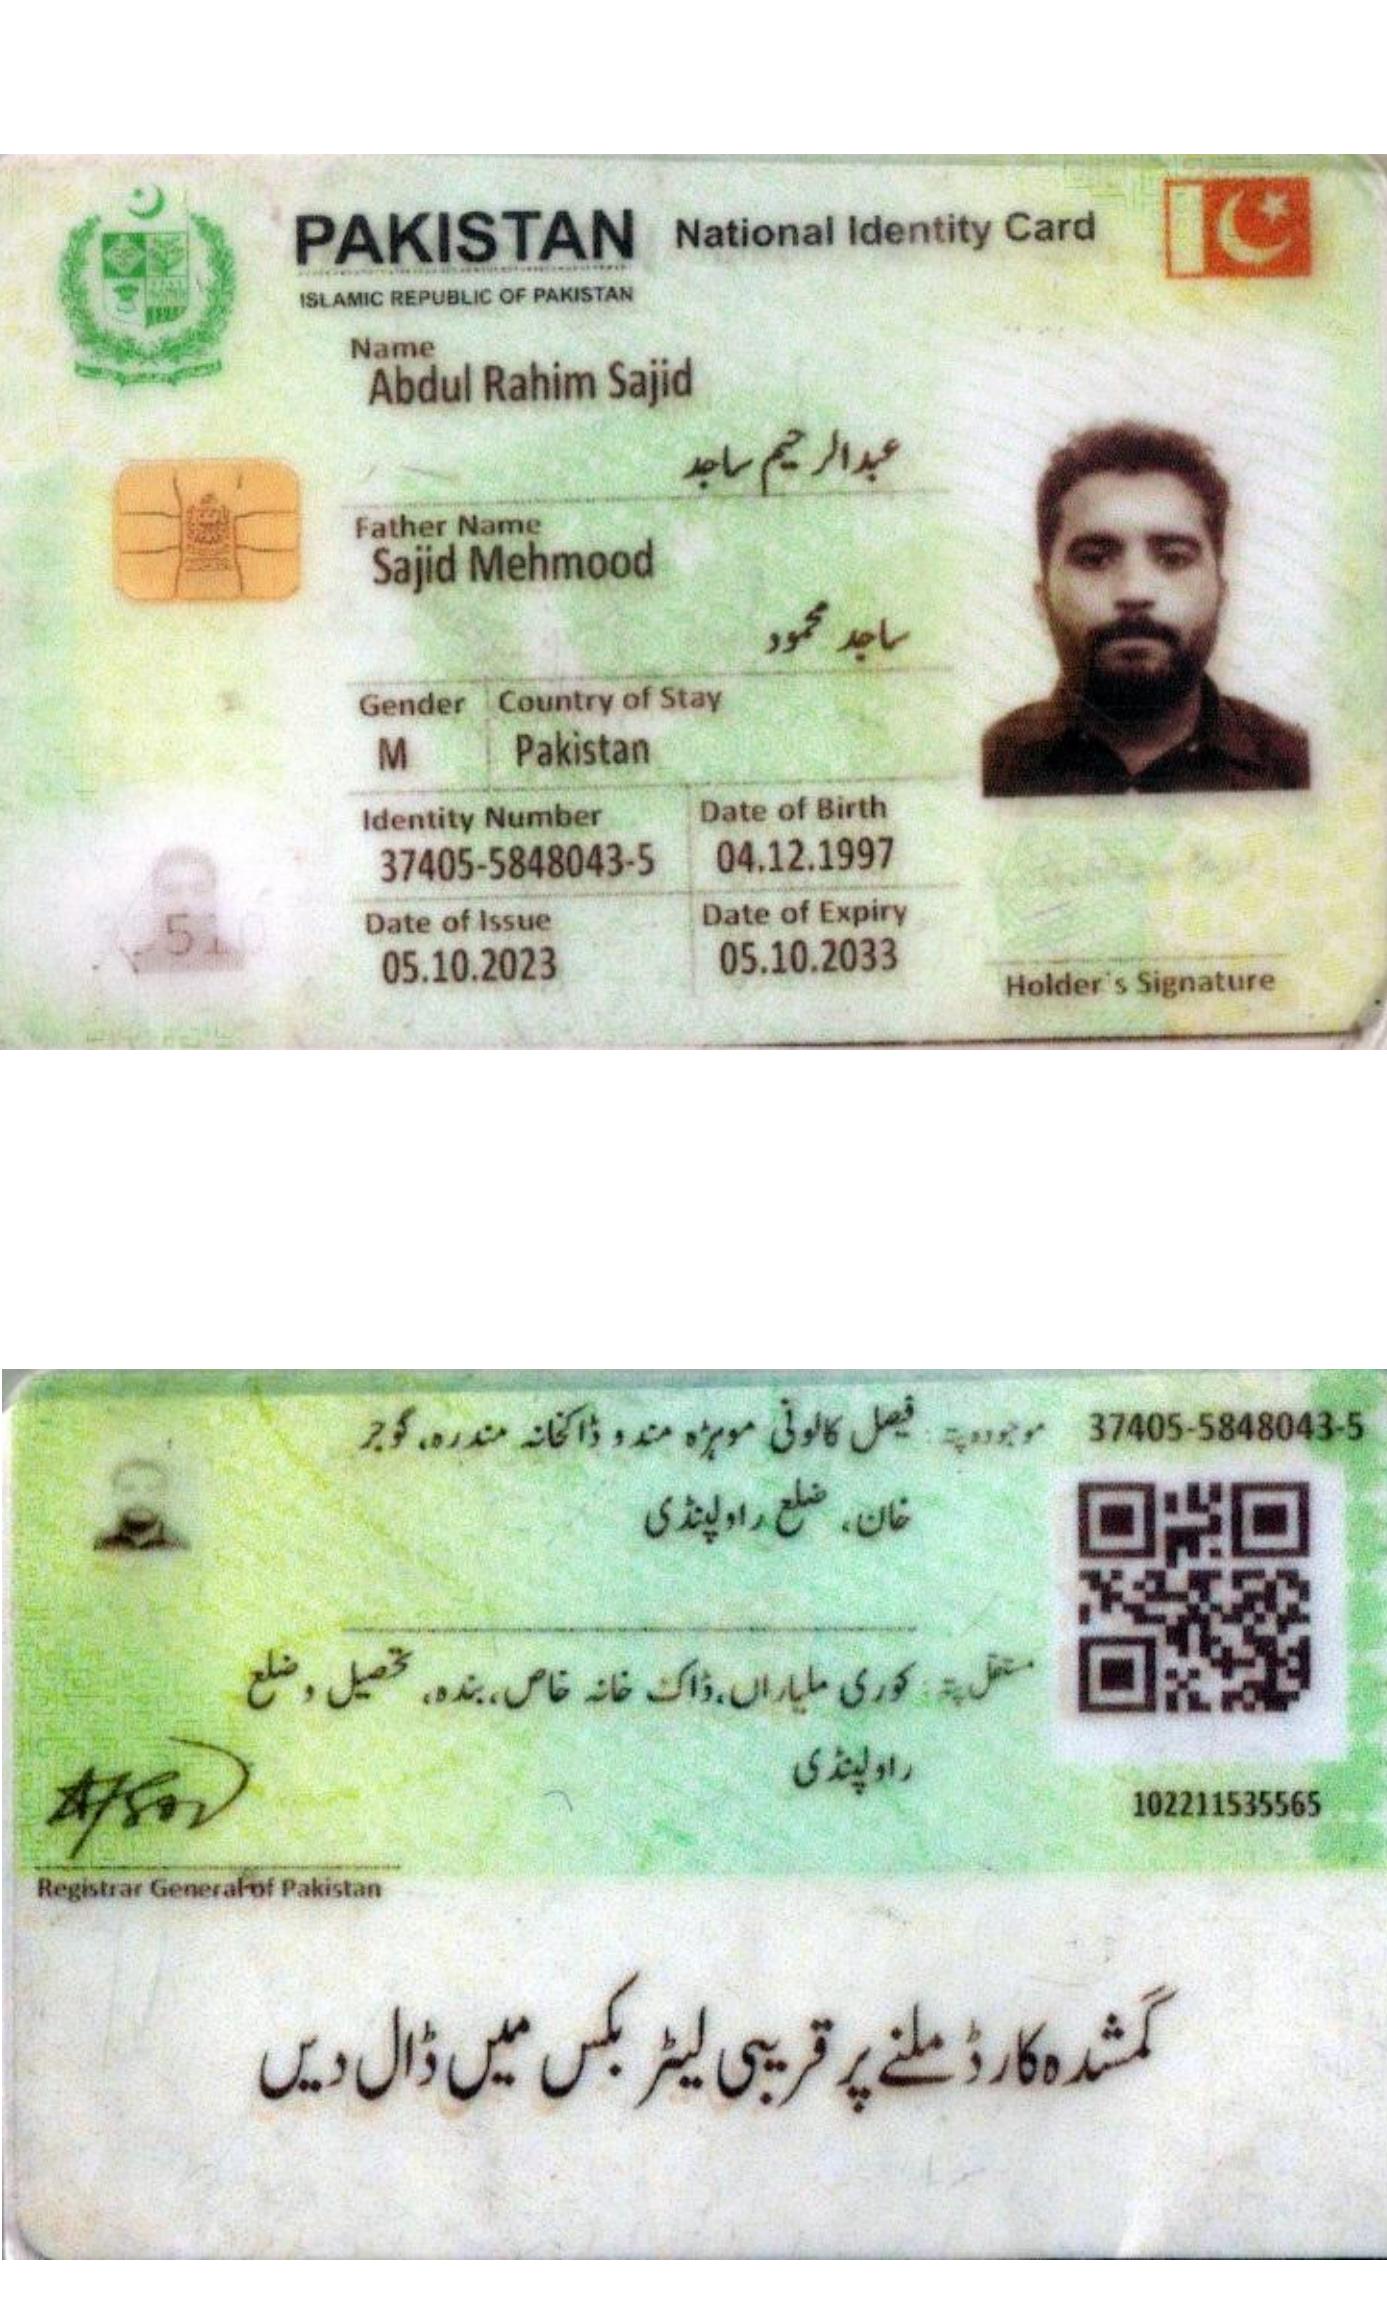 PAKISTAN National Identity Card
ISLAMIC REPUBLIC OF PAKISTAN
Name
Abdul Rahim Sajid
عبدالرحیم ساجد
Father Name
Sajid Mehmood
ساجد محمود
Gender Country of Stay
M Pakistan
Identity Number Date of Birth
37405-5848043-5 04.12.1997
Date of Issue Date of Expiry
05.10.2023 05.10.2033
Holder's Signature
37405-5848043-5 موجودہ پتہ: فیصل کالونی موہڑہ مندو ڈاکخانہ مندرہ، گوجر
خان، ضلع راولپنڈی
مستقل پتہ: کوری ملیاراں، ڈاک خانہ خاص، بندہ، تحصیل و ضلع
راولپنڈی
102211535565
Registrar General of Pakistan
گمشدہ کارڈ ملنے پر قریبی لیٹر بکس میں ڈال دیں